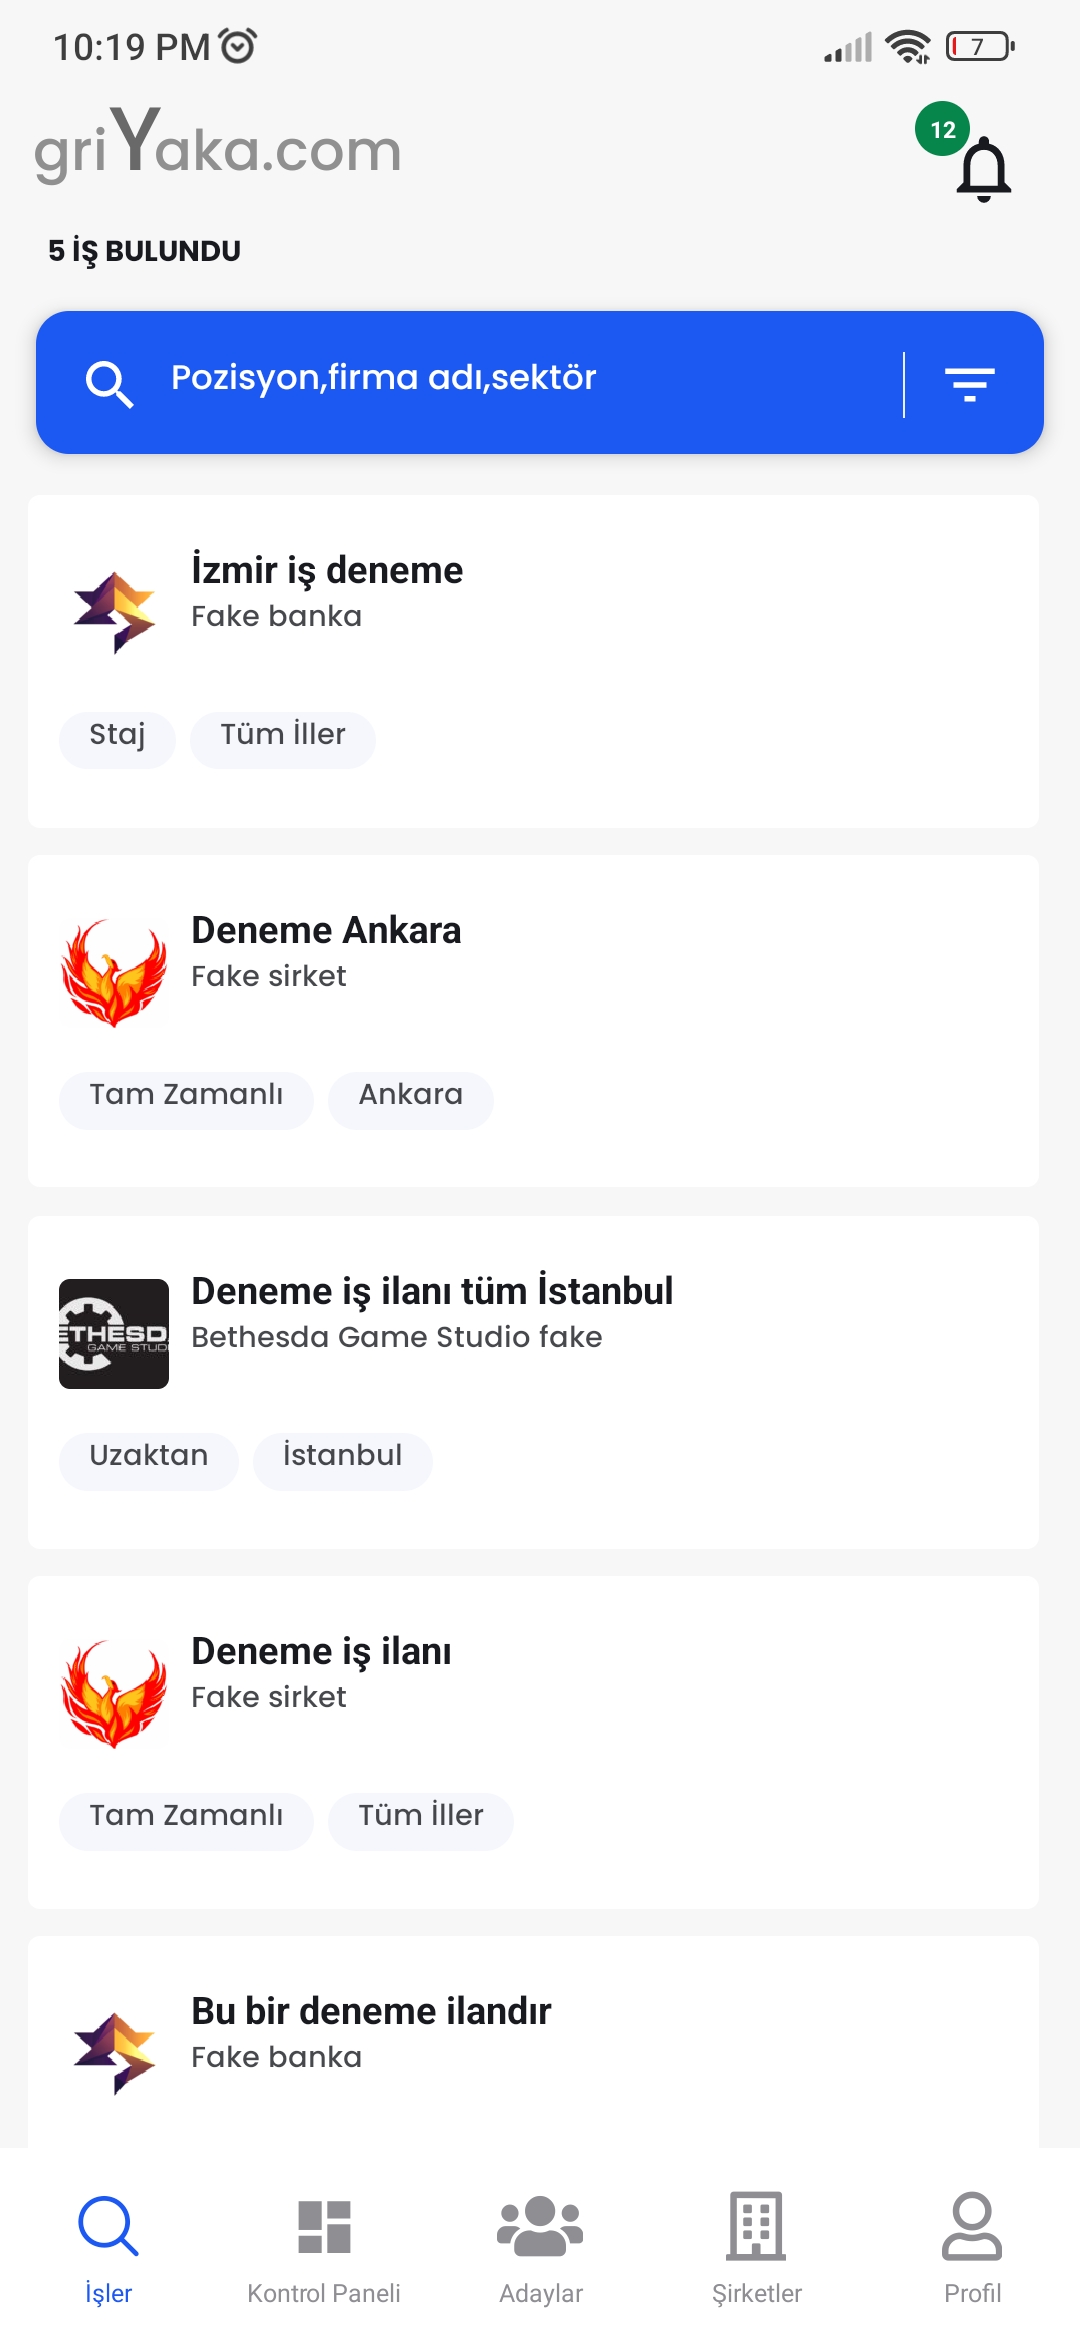 10:19 PM
7
griYaka.com
12
5 İŞ BULUNDU
Pozisyon,firma adı,sektör
İzmir iş deneme
Fake banka
Staj
Tüm İller
Deneme Ankara
Fake sirket
Tam Zamanlı
Ankara
Deneme iş ilanı tüm İstanbul
Bethesda Game Studio fake
ETHESD
GAME STUD
Uzaktan
İstanbul
Deneme iş ilanı
Fake sirket
Tam Zamanlı
Tüm İller
Bu bir deneme ilandır
Fake banka
İşler
Kontrol Paneli
Adaylar
Şirketler
Profil